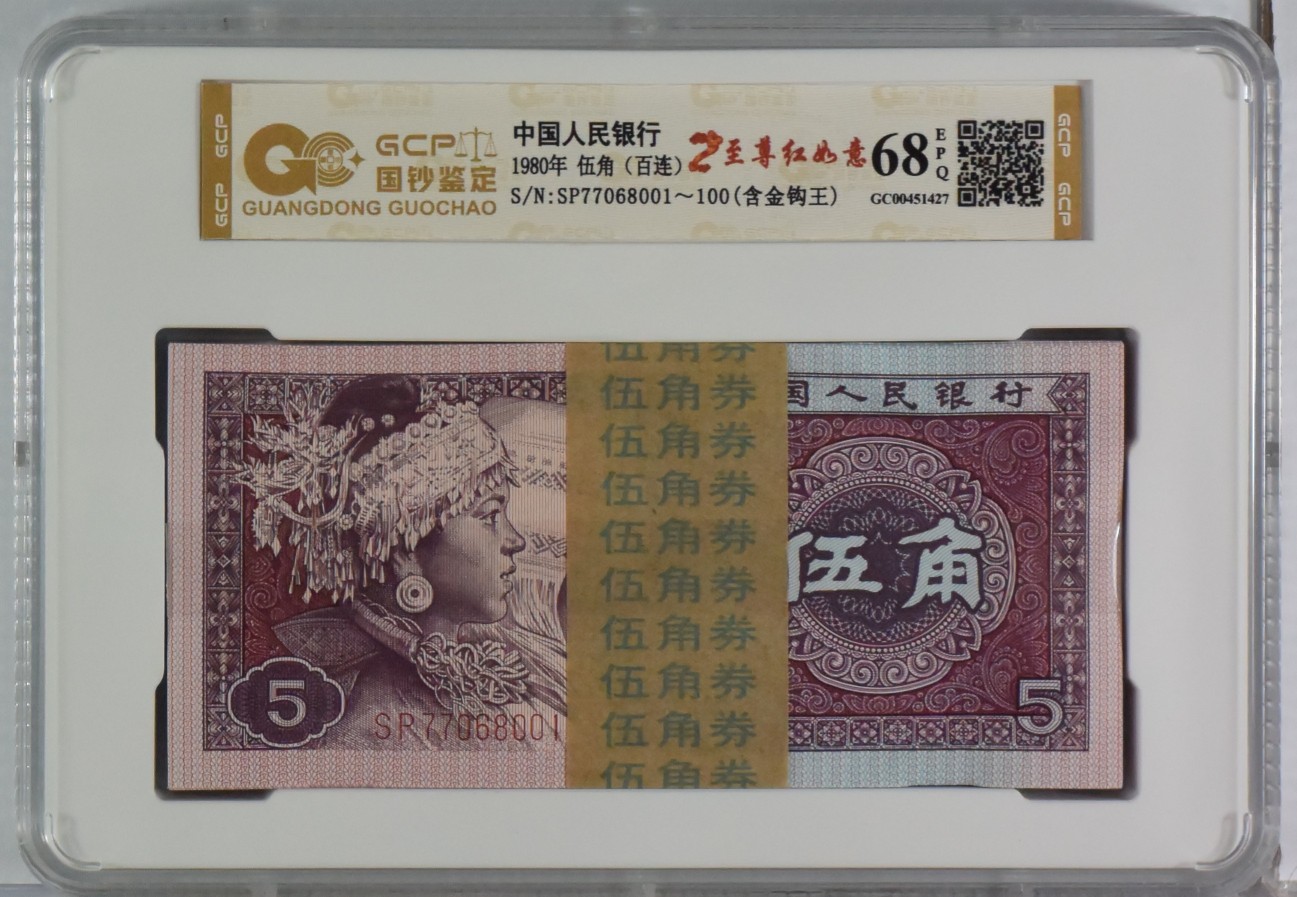 GCP
GCP
GCP
国钞鉴定
GUANGDONG GUOCHAO
中国人民银行
1980年 伍角（百连）
S/N:SP77068001～100(含金钩王)
至尊红如意
68
EPQ
GC00451427
GCP
GCP
伍角券
伍角券
伍角券
伍角券
伍角券
伍角券
伍角券
伍角券
伍角券
伍角券
国人民银行
伍角
5
SP77068001
5